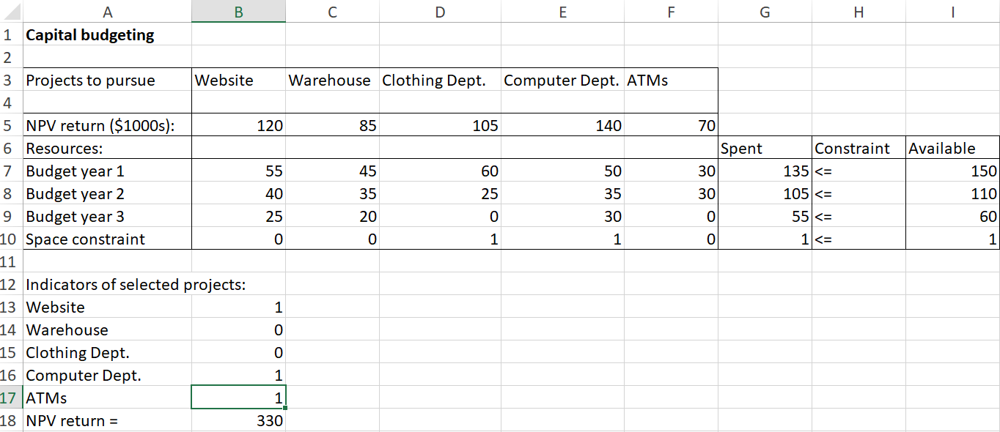 A B C D E F G H I
1 Capital budgeting
2
3 Projects to pursue Website Warehouse Clothing Dept. Computer Dept. ATMs
4
5 NPV return ($1000s): 120 85 105 140 70
6 Resources: Spent Constraint Available
7 Budget year 1 55 45 60 50 30 135 <= 150
8 Budget year 2 40 35 25 35 30 105 <= 110
9 Budget year 3 25 20 0 30 0 55 <= 60
10 Space constraint 0 0 1 1 0 1 <= 1
11
12 Indicators of selected projects:
13 Website 1
14 Warehouse 0
15 Clothing Dept. 0
16 Computer Dept. 1
17 ATMs 1
18 NPV return = 330